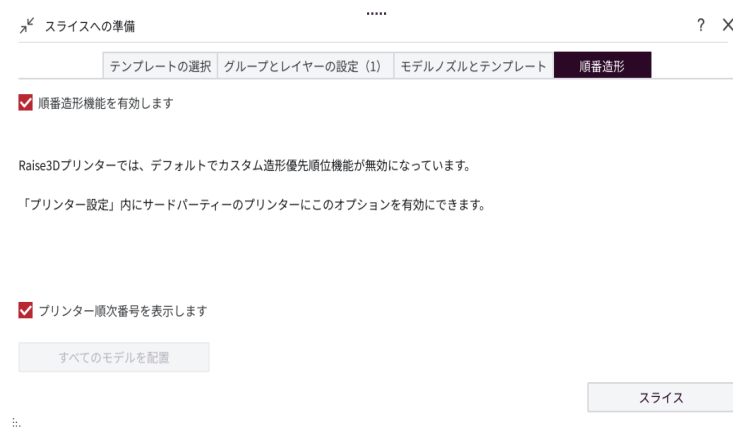 スライスへの準備
?
テンプレートの選択 グループとレイヤーの設定（1） モデルノズルとテンプレート 順番造形
順番造形機能を有効します
Raise3Dプリンターでは、デフォルトでカスタム造形優先順位機能が無効になっています。
「プリンター設定」内にサードパーティーのプリンターにこのオプションを有効にできます。
プリンター順次番号を表示します
すべてのモデルを配置
スライス